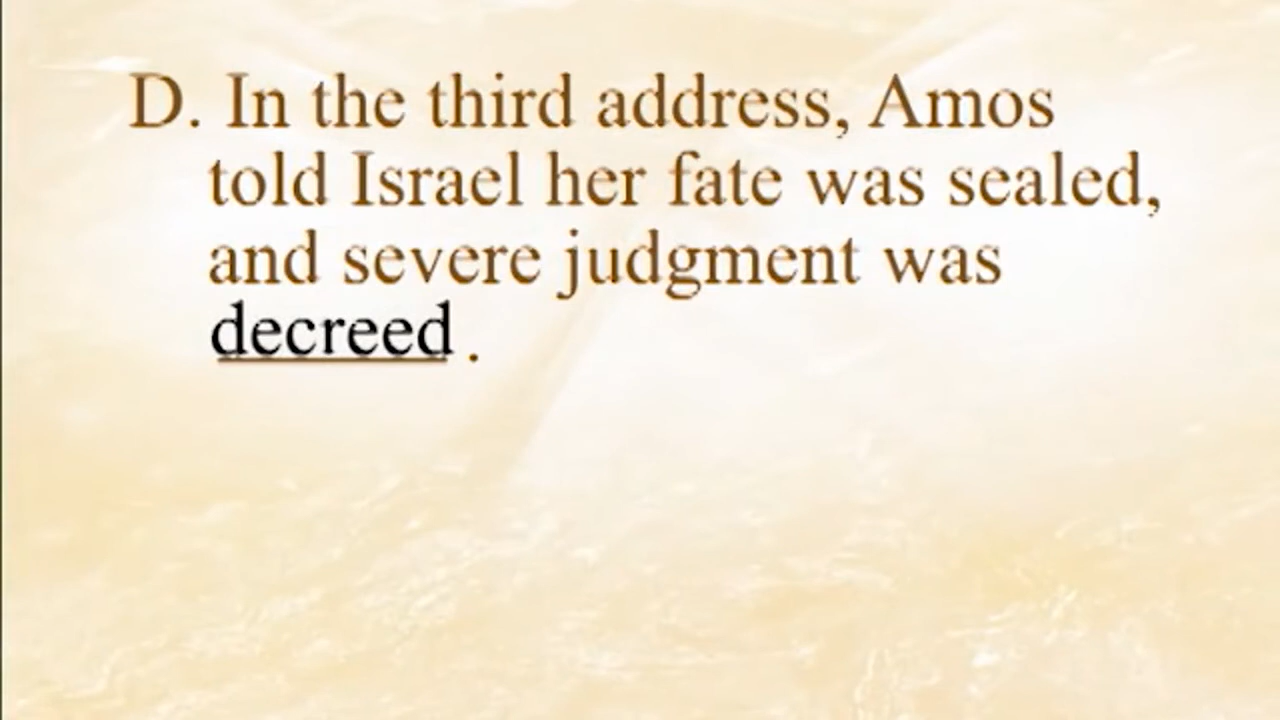 D. In the third address, Amos
told Israel her fate was sealed,
and severe judgment was
decreed .